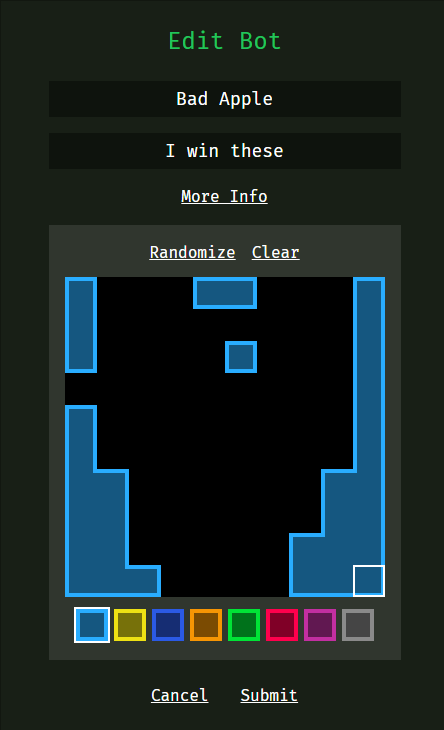 Edit Bot
Bad Apple
I win these
More Info
Randomize Clear
Cancel Submit